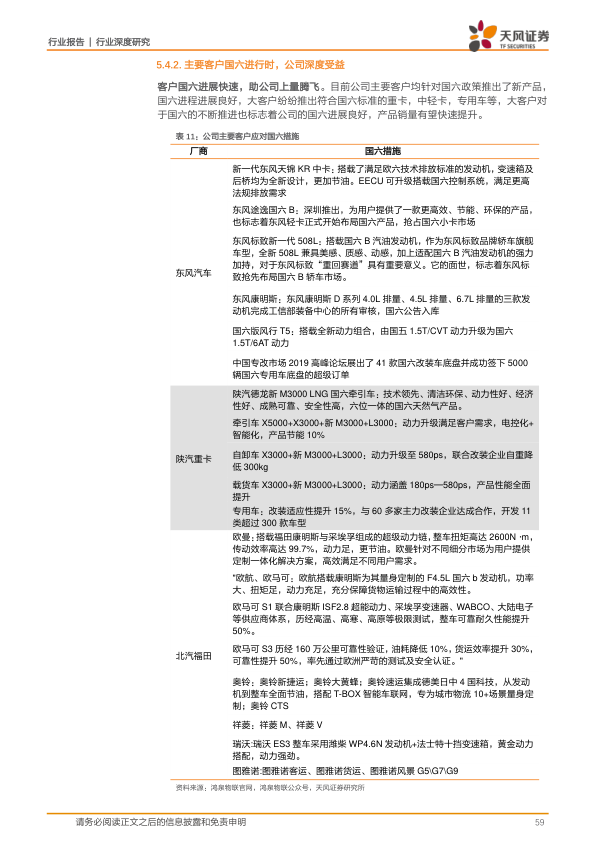 行业报告 | 行业深度研究
天风证券
TF SECURITIES
5.4.2. 主要客户国六进行时，公司深度受益
客户国六进展快速，助公司上量腾飞。目前公司主要客户均针对国六政策推出了新产品，
国六进程进展良好，大客户纷纷推出符合国六标准的重卡，中轻卡，专用车等，大客户对
于国六的不断推进也标志着公司的国六进展良好，产品销量有望快速提升。
表 11：公司主要客户应对国六措施
厂商 国六措施
新一代东风天锦 KR 中卡：搭载了满足欧六技术排放标准的发动机，变速箱及
后桥均为全新设计，更加节油。EECU 可升级搭载国六控制系统，满足更高
法规排放需求
东风途逸国六 B：深圳推出，为用户提供了一款更高效、节能、环保的产品，
也标志着东风轻卡正式开始布局国六产品，抢占国六小卡市场
东风标致新一代 508L：搭载国六 B 汽油发动机，作为东风标致品牌轿车旗舰
车型，全新 508L 兼具美感、质感、动感，加上适配国六 B 汽油发动机的强力
加持，对于东风标致“重回赛道”具有重要意义。它的面世，标志着东风标
致抢先布局国六 B 轿车市场。
东风汽车
东风康明斯：东风康明斯 D 系列 4.0L 排量、4.5L 排量、6.7L 排量的三款发
动机完成工信部装备中心的所有审核，国六公告入库
国六版风行 T5：搭载全新动力组合，由国五 1.5T/CVT 动力升级为国六
1.5T/6AT 动力
中国专改市场 2019 高峰论坛展出了 41 款国六改装车底盘并成功签下 5000
辆国六专用车底盘的超级订单
陕汽德龙新 M3000 LNG 国六牵引车：技术领先、清洁环保、动力性好、经济
性好、成熟可靠、安全性高，六位一体的国六天然气产品。
牵引车 X5000+X3000+新 M3000+L3000：动力升级满足客户需求，电控化+
智能化，产品节能 10%
陕汽重卡
自卸车 X3000+新 M3000+L3000：动力升级至 580ps，联合改装企业自重降
低 300kg
载货车 X3000+新 M3000+L3000；动力涵盖 180ps—580ps，产品性能全面
提升
专用车：改装适应性提升 15%，与 60 多家主力改装企业达成合作，开发 11
类超过 300 款车型
欧曼：搭载福田康明斯与采埃孚组成的超级动力链，整车扭矩高达 2600N ·m，
传动效率高达 99.7%，动力足，更节油。欧曼针对不同细分市场为用户提供
定制一体化解决方案，高效满足不同用户需求。
"欧航、欧马可：欧航搭载康明斯为其量身定制的 F4.5L 国六 b 发动机，功率
大、扭矩足，动力充足，充分保障货物运输过程中的高效性。
欧马可 S1 联合康明斯 ISF2.8 超能动力、采埃孚变速器、WABCO、大陆电子
等供应商体系，历经高温、高寒、高原等极限测试，整车可靠耐久性能提升
50%。
北汽福田
欧马可 S3 历经 160 万公里可靠性验证，油耗降低 10%，货运效率提升 30%，
可靠性提升 50%，率先通过欧洲严苛的测试及安全认证。"
奥铃：奥铃新捷运；奥铃大黄蜂；奥铃速运集成德美日中 4 国科技，从发动
机到整车全面节油，搭配 T-BOX 智能车联网，专为城市物流 10+场景量身定
制；奥铃 CTS
祥菱：祥菱 M、祥菱 V
瑞沃:瑞沃 ES3 整车采用潍柴 WP4.6N 发动机+法士特十挡变速箱，黄金动力
搭配，动力强劲。
图雅诺:图雅诺客运、图雅诺货运、图雅诺风景 G5\G7\G9
资料来源：鸿泉物联官网，鸿泉物联公众号，天风证券研究所
请务必阅读正文之后的信息披露和免责申明 59